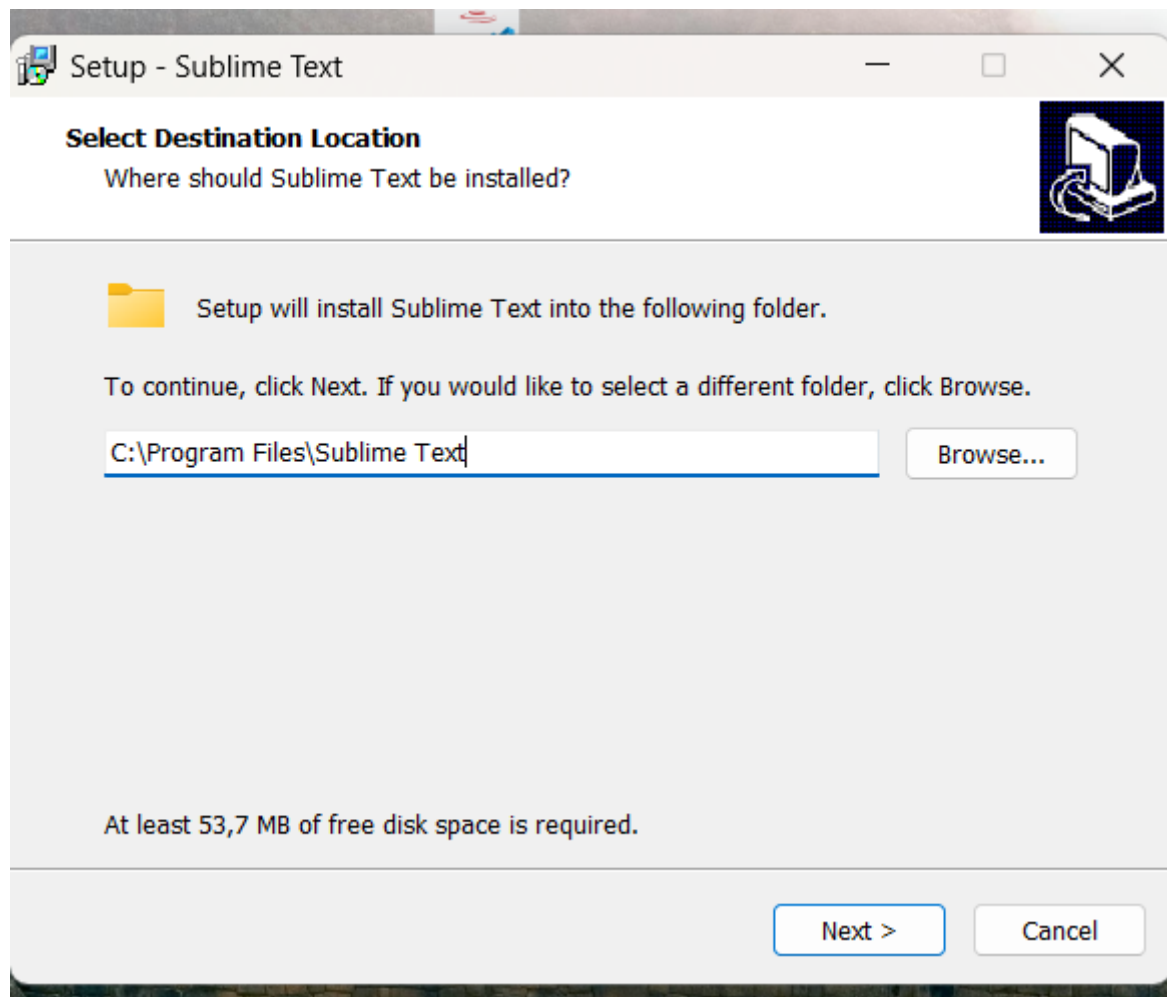 Setup - Sublime Text
Select Destination Location
Where should Sublime Text be installed?
Setup will install Sublime Text into the following folder.
To continue, click Next. If you would like to select a different folder, click Browse.
C:\Program Files\Sublime Text
Browse...
At least 53,7 MB of free disk space is required.
Next >
Cancel